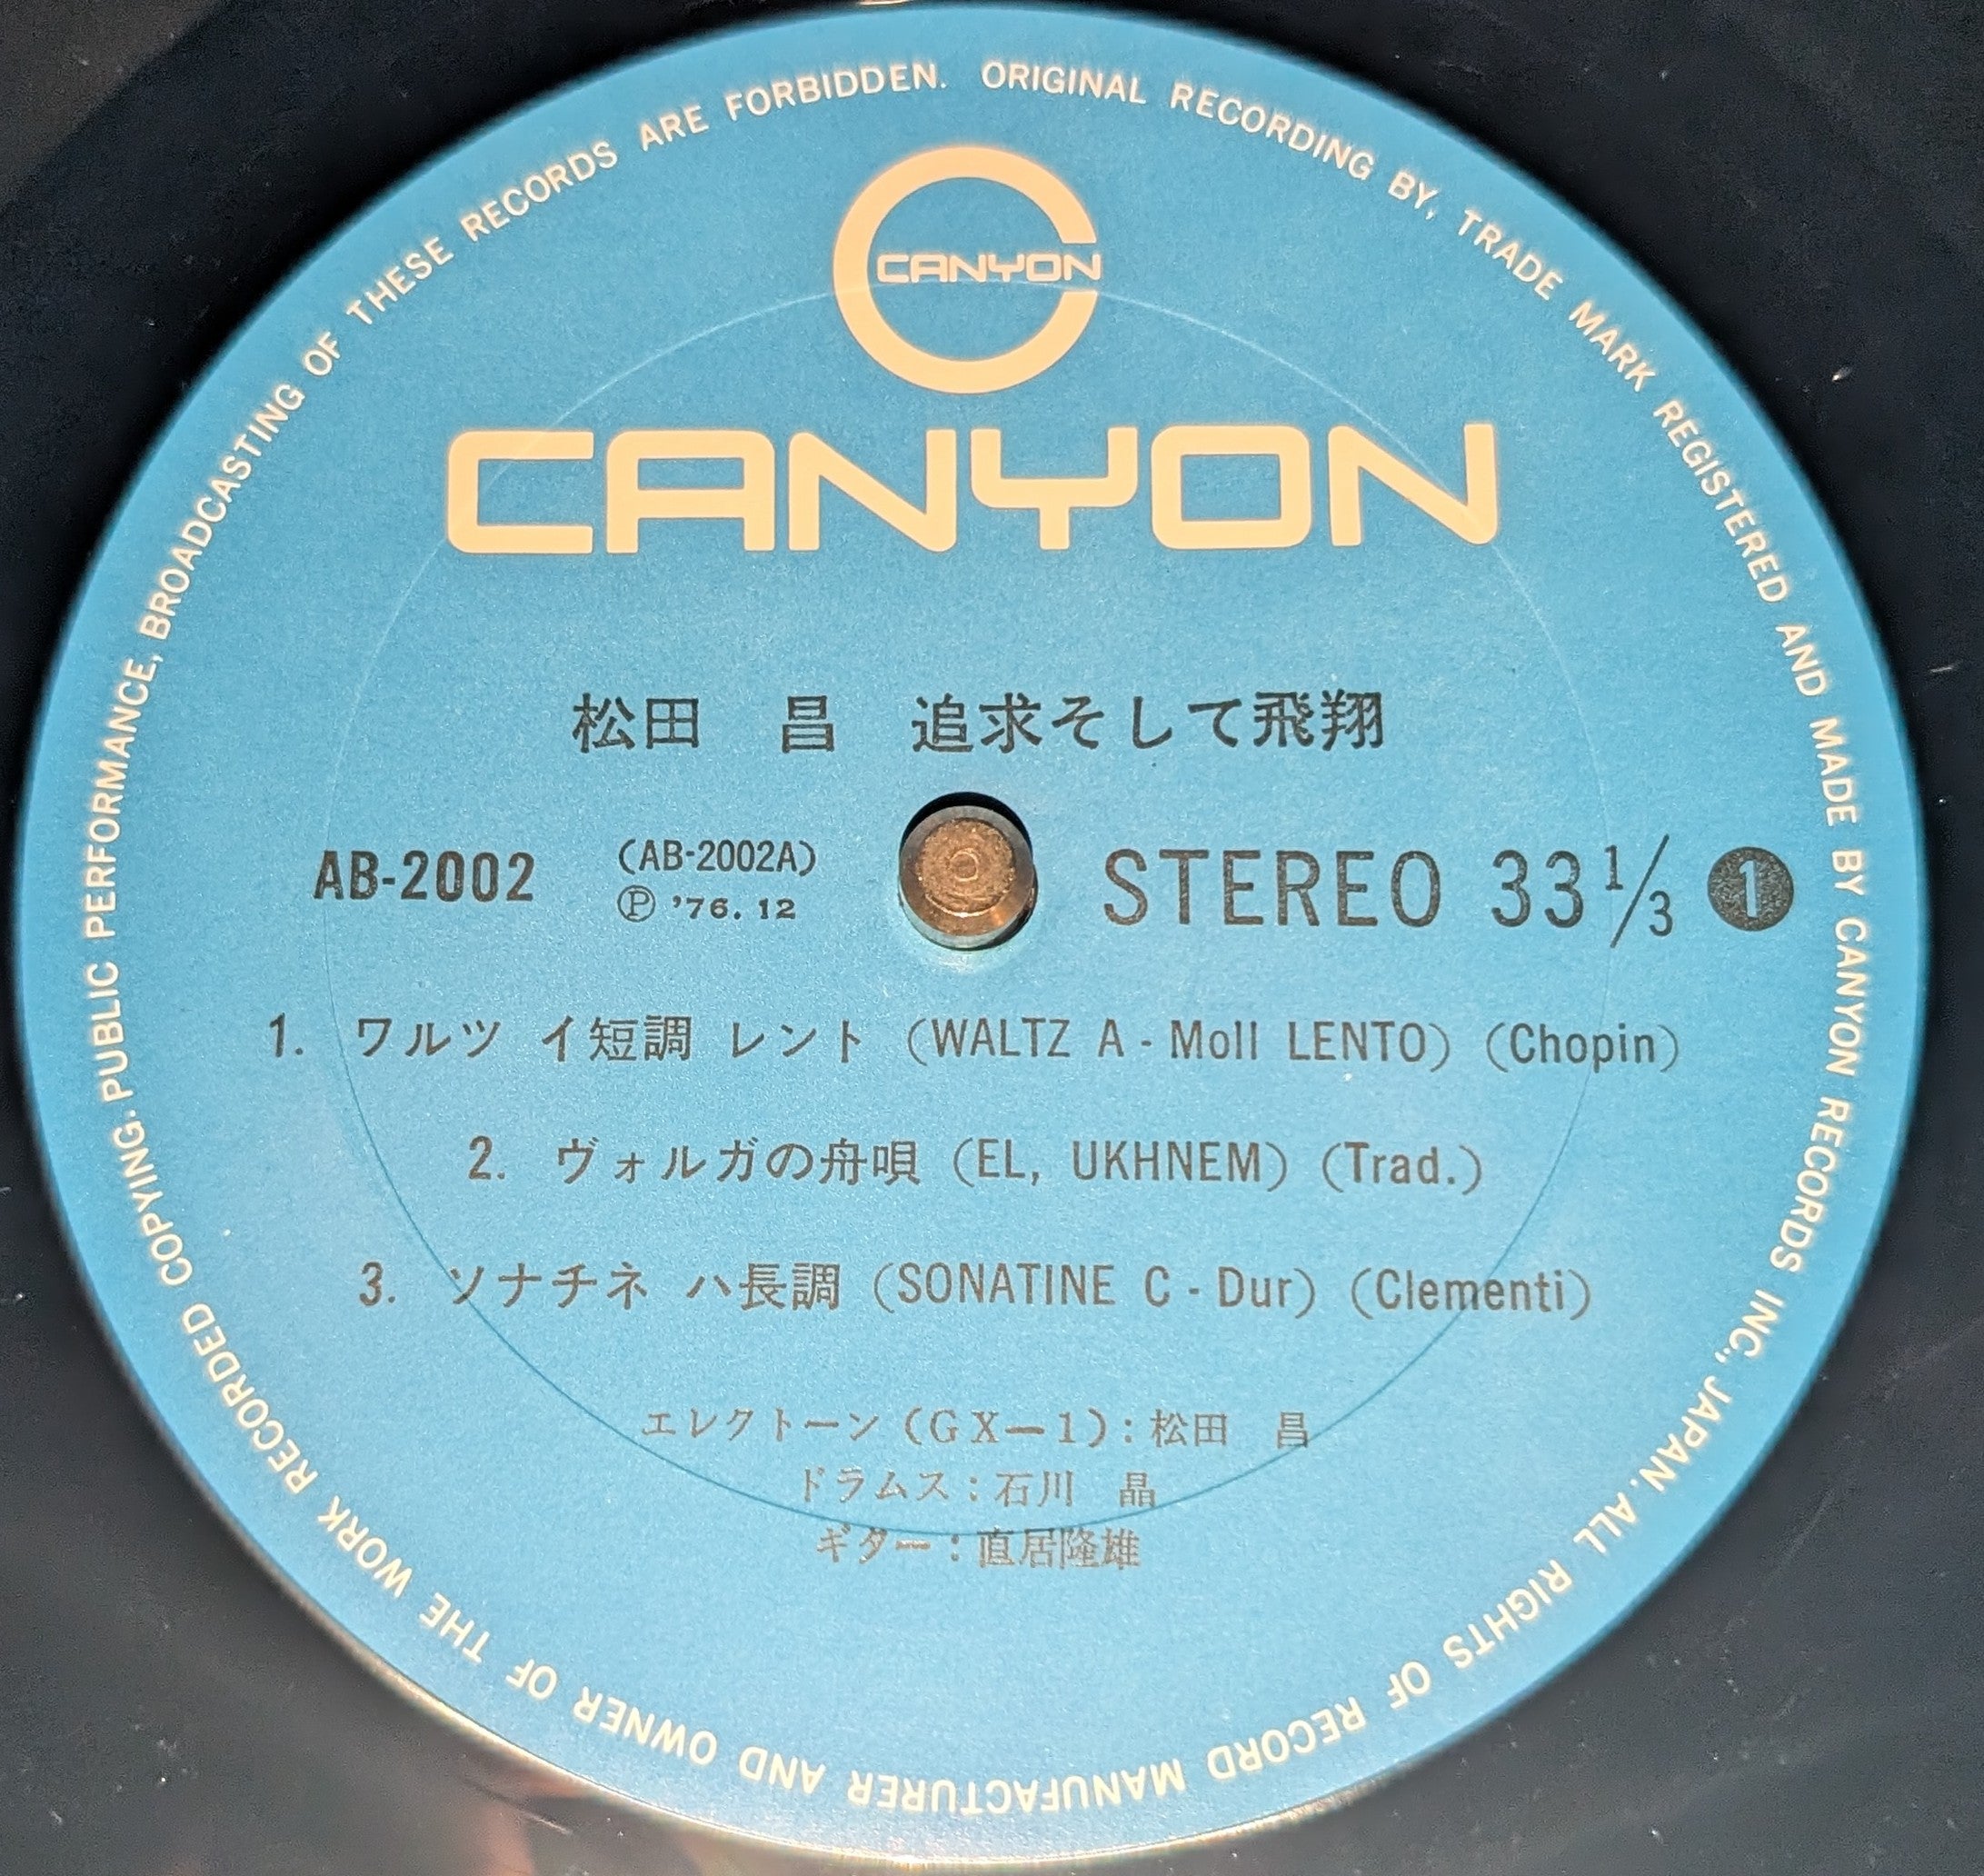 ORIGINAL RECORDING BY, TRADE MARK REGISTERED AND MADE BY CANYON RECORDS INC., JAPAN. ALL RIGHTS OF RECORD MANUFACTURER AND OWNER OF THE WORK RECORDED COPYING. PUBLIC PERFORMANCE, BROADCASTING OF THESE RECORDS ARE FORBIDDEN.
CANYON
CANYON
松田 昌 追求そして飛翔
AB-2002 (AB-2002A) STEREO 33 1/3 1
Ⓟ '76. 12
1. ワルツ イ短調 レント (WALTZ A - Moll LENTO) (Chopin)
2. ヴォルガの舟唄 (EL, UKHNEM) (Trad.)
3. ソナチネ ハ長調 (SONATINE C - Dur) (Clementi)
エレクトーン(GX－1):松田 昌
ドラムス:石川 晶
ギター:直居隆雄